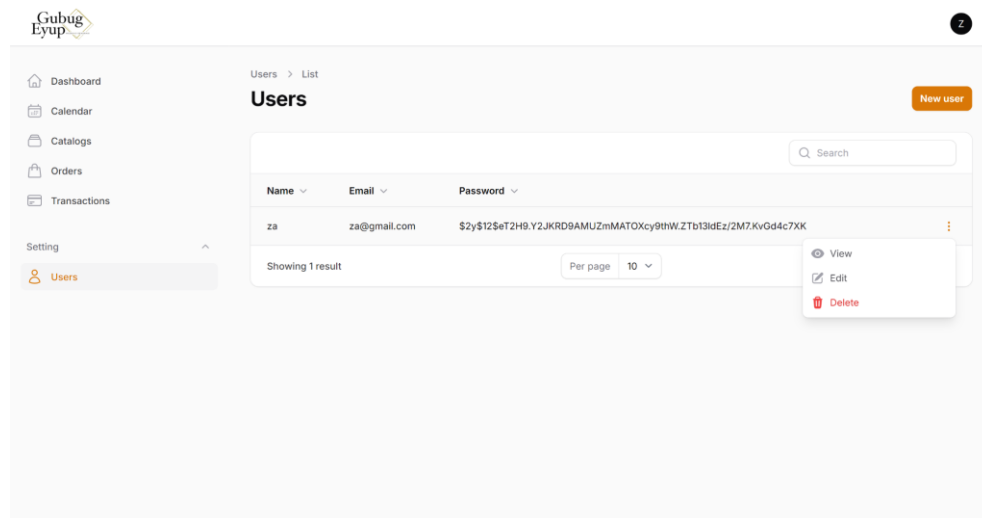 Gubug
Eyup
Z
Dashboard
Calendar
Catalogs
Orders
Transactions
Setting
Users
Users > List
Users
New user
Search
Name Email Password
za za@gmail.com $2y$12$eT2H9.Y2JKRD9AMUZmMATOXcy9thW.ZTb13IdEz/2M7.KvGd4c7XK
Showing 1 result Per page 10
View
Edit
Delete